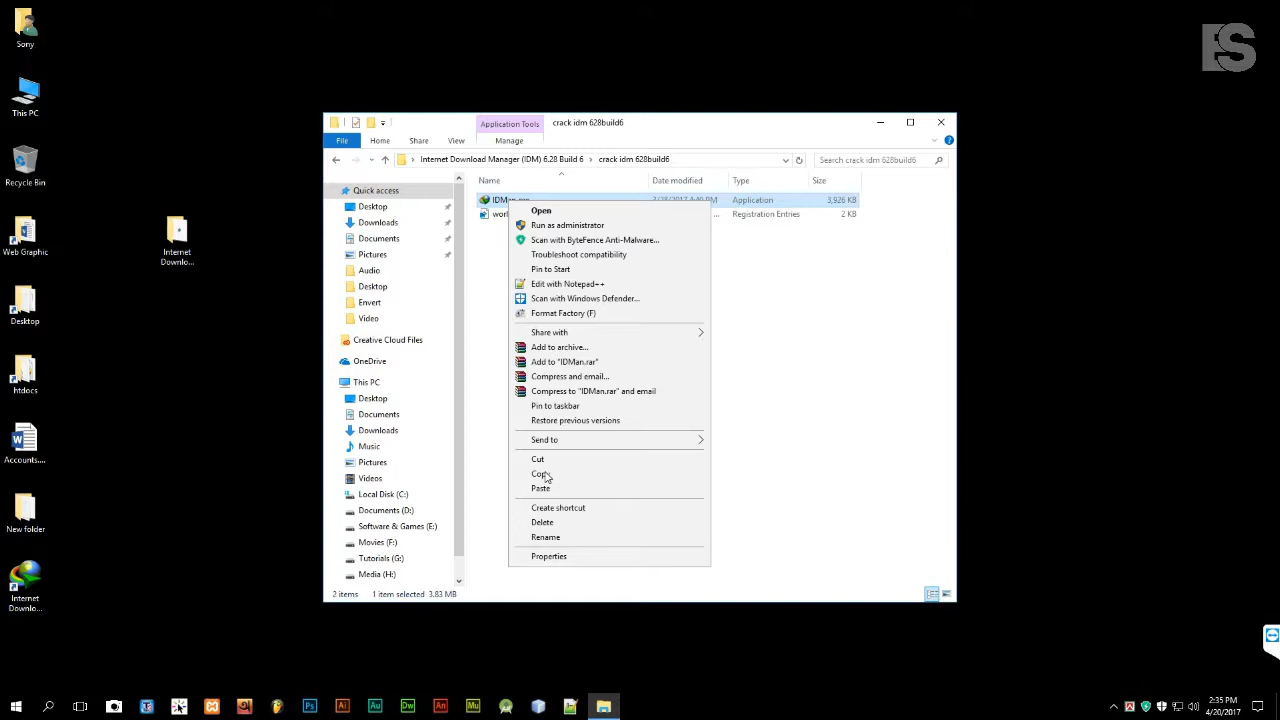 Sony
This PC
Recycle Bin
Web Graphic
Desktop
htdocs
Accounts....
New folder
Internet
Downlo...
Internet
Downlo...
ES
Application Tools
crack idm 628build6
File
Home
Share
View
Manage
Internet Download Manager (IDM) 6.28 Build 6 > crack idm 628build6
Search crack idm 628build6
Name
Date modified
Type
Size
Application
3,926 KB
...
Registration Entries
2 KB
Quick access
Desktop
Downloads
Documents
Pictures
Audio
Desktop
Envert
Video
Creative Cloud Files
OneDrive
This PC
Desktop
Documents
Downloads
Music
Pictures
Videos
Local Disk (C:)
Documents (D:)
Software & Games (E:)
Movies (F:)
Tutorials (G:)
Media (H:)
Open
Run as administrator
Scan with ByteFence Anti-Malware...
Troubleshoot compatibility
Pin to Start
Edit with Notepad++
Scan with Windows Defender...
Format Factory (F)
Share with
Add to archive...
Add to "IDMan.rar"
Compress and email...
Compress to "IDMan.rar" and email
Pin to taskbar
Restore previous versions
Send to
Cut
Copy
Paste
Create shortcut
Delete
Rename
Properties
2 items
1 item selected 3.83 MB
Ps
Ai
Au
Dw
An
Mu
2:35 PM
4/20/2017